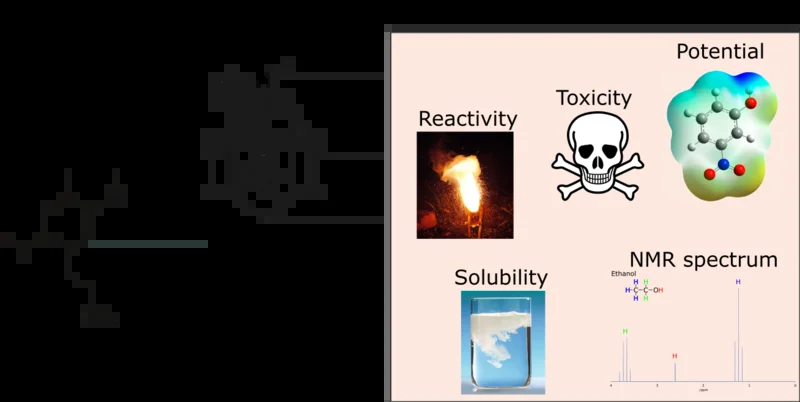 Potential
Toxicity
Reactivity
NMR spectrum
Ethanol
H H
H-C-C-OH
H H
Solubility
H
H
H